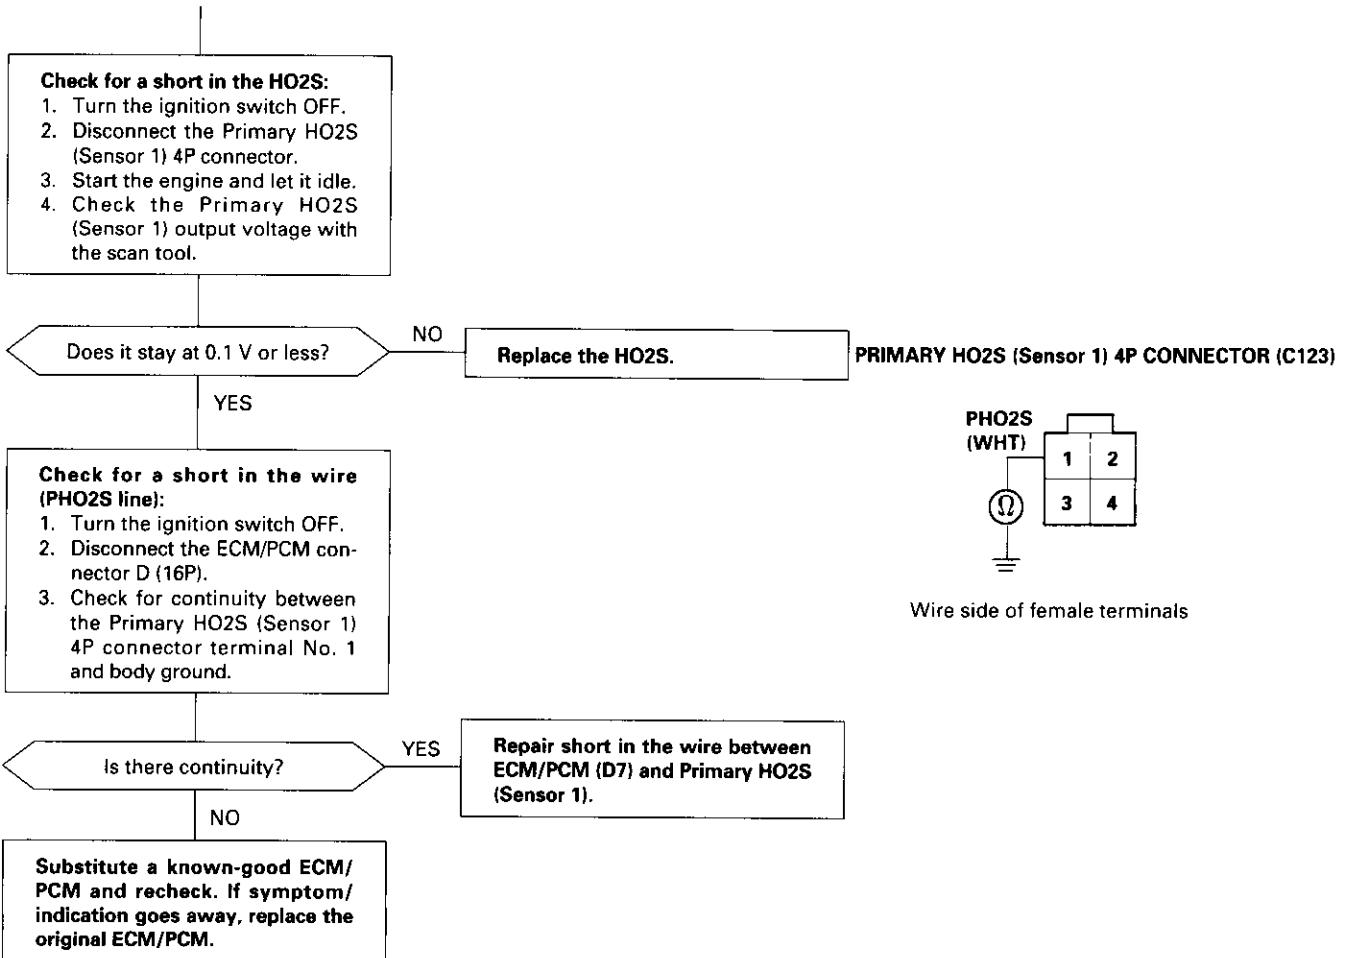 Check for a short in the HO2S:
1. Turn the ignition switch OFF.
2. Disconnect the Primary HO2S
(Sensor 1) 4P connector.
3. Start the engine and let it idle.
4. Check the Primary HO2S
(Sensor 1) output voltage with
the scan tool.
Does it stay at 0.1 V or less?
NO
Replace the HO2S.
YES
PRIMARY HO2S (Sensor 1) 4P CONNECTOR (C123)
PHO2S
(WHT)
1 2
3 4
Ω
Wire side of female terminals
Check for a short in the wire
(PHO2S line):
1. Turn the ignition switch OFF.
2. Disconnect the ECM/PCM con-
nector D (16P).
3. Check for continuity between
the Primary HO2S (Sensor 1)
4P connector terminal No. 1
and body ground.
Is there continuity?
YES
Repair short in the wire between
ECM/PCM (D7) and Primary HO2S
(Sensor 1).
NO
Substitute a known-good ECM/
PCM and recheck. If symptom/
indication goes away, replace the
original ECM/PCM.